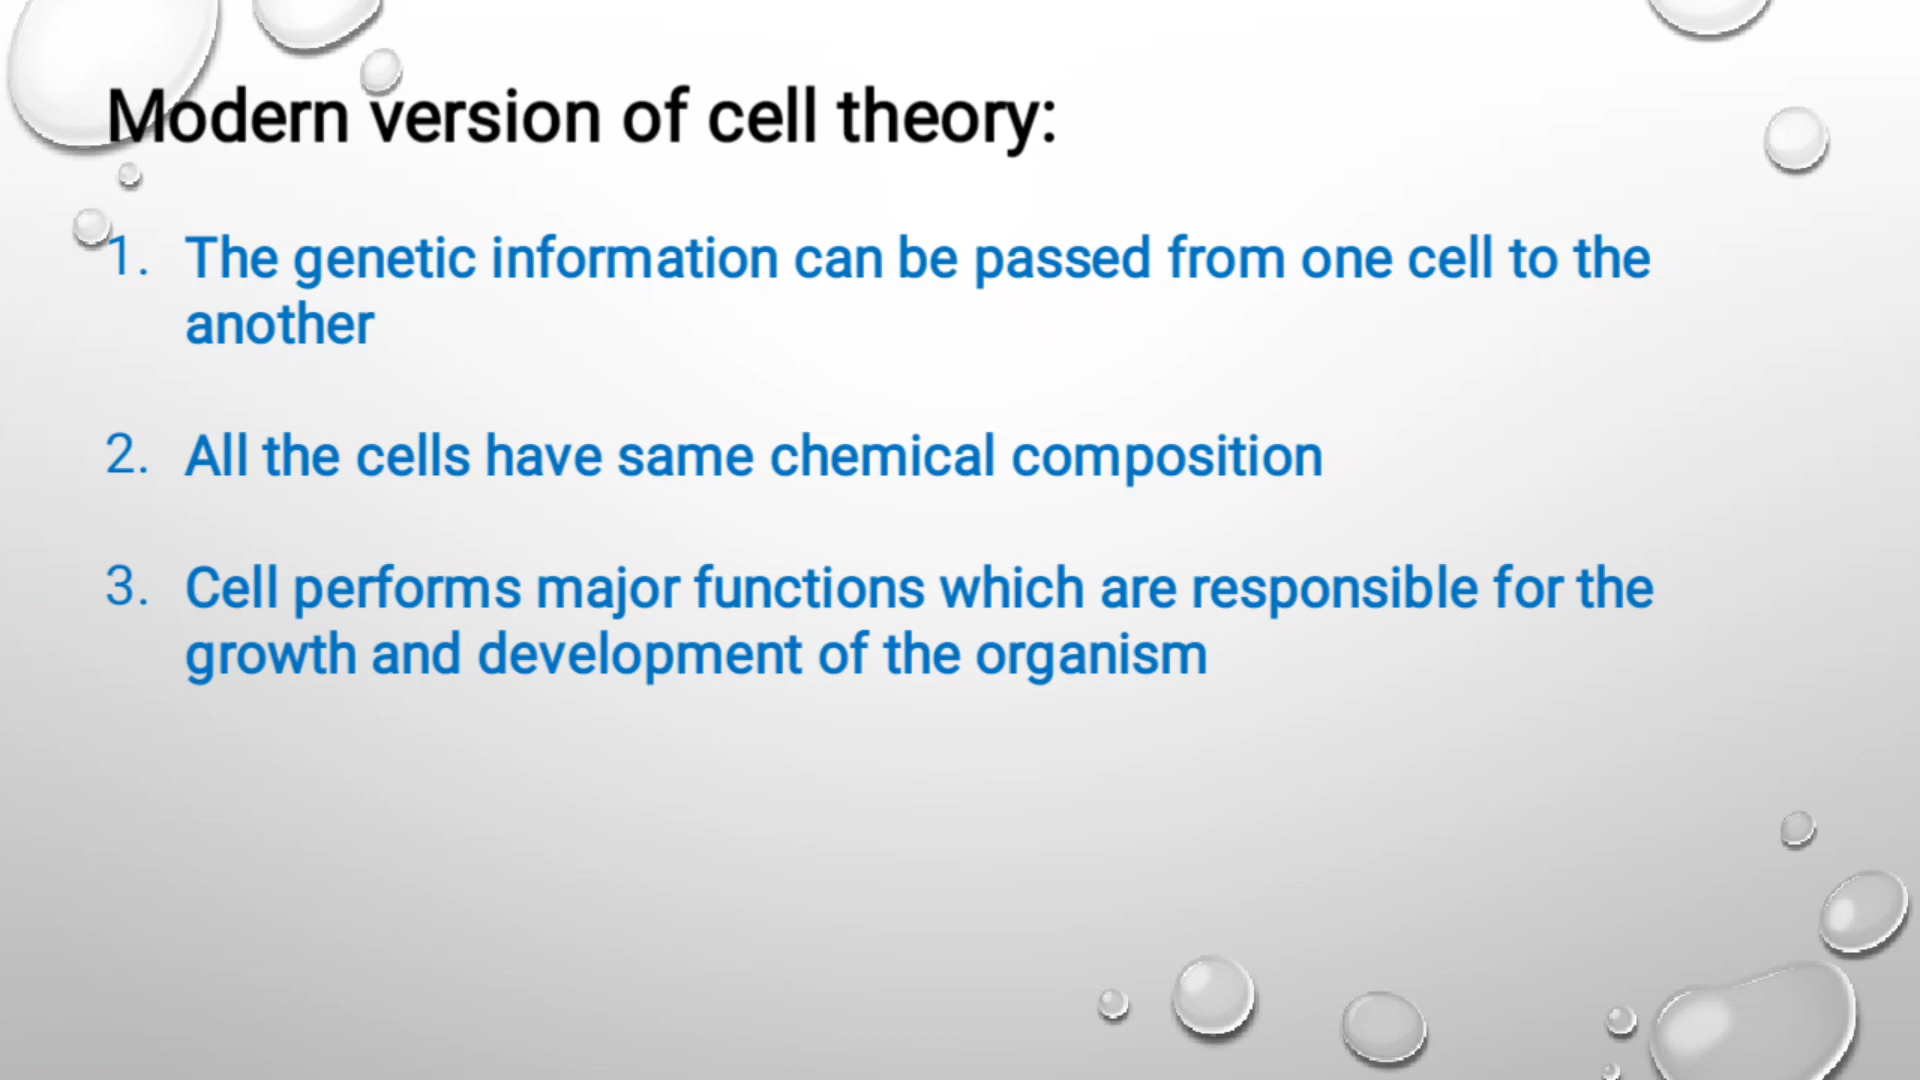 Modern version of cell theory:
1. The genetic information can be passed from one cell to the
another
2. All the cells have same chemical composition
3. Cell performs major functions which are responsible for the
growth and development of the organism